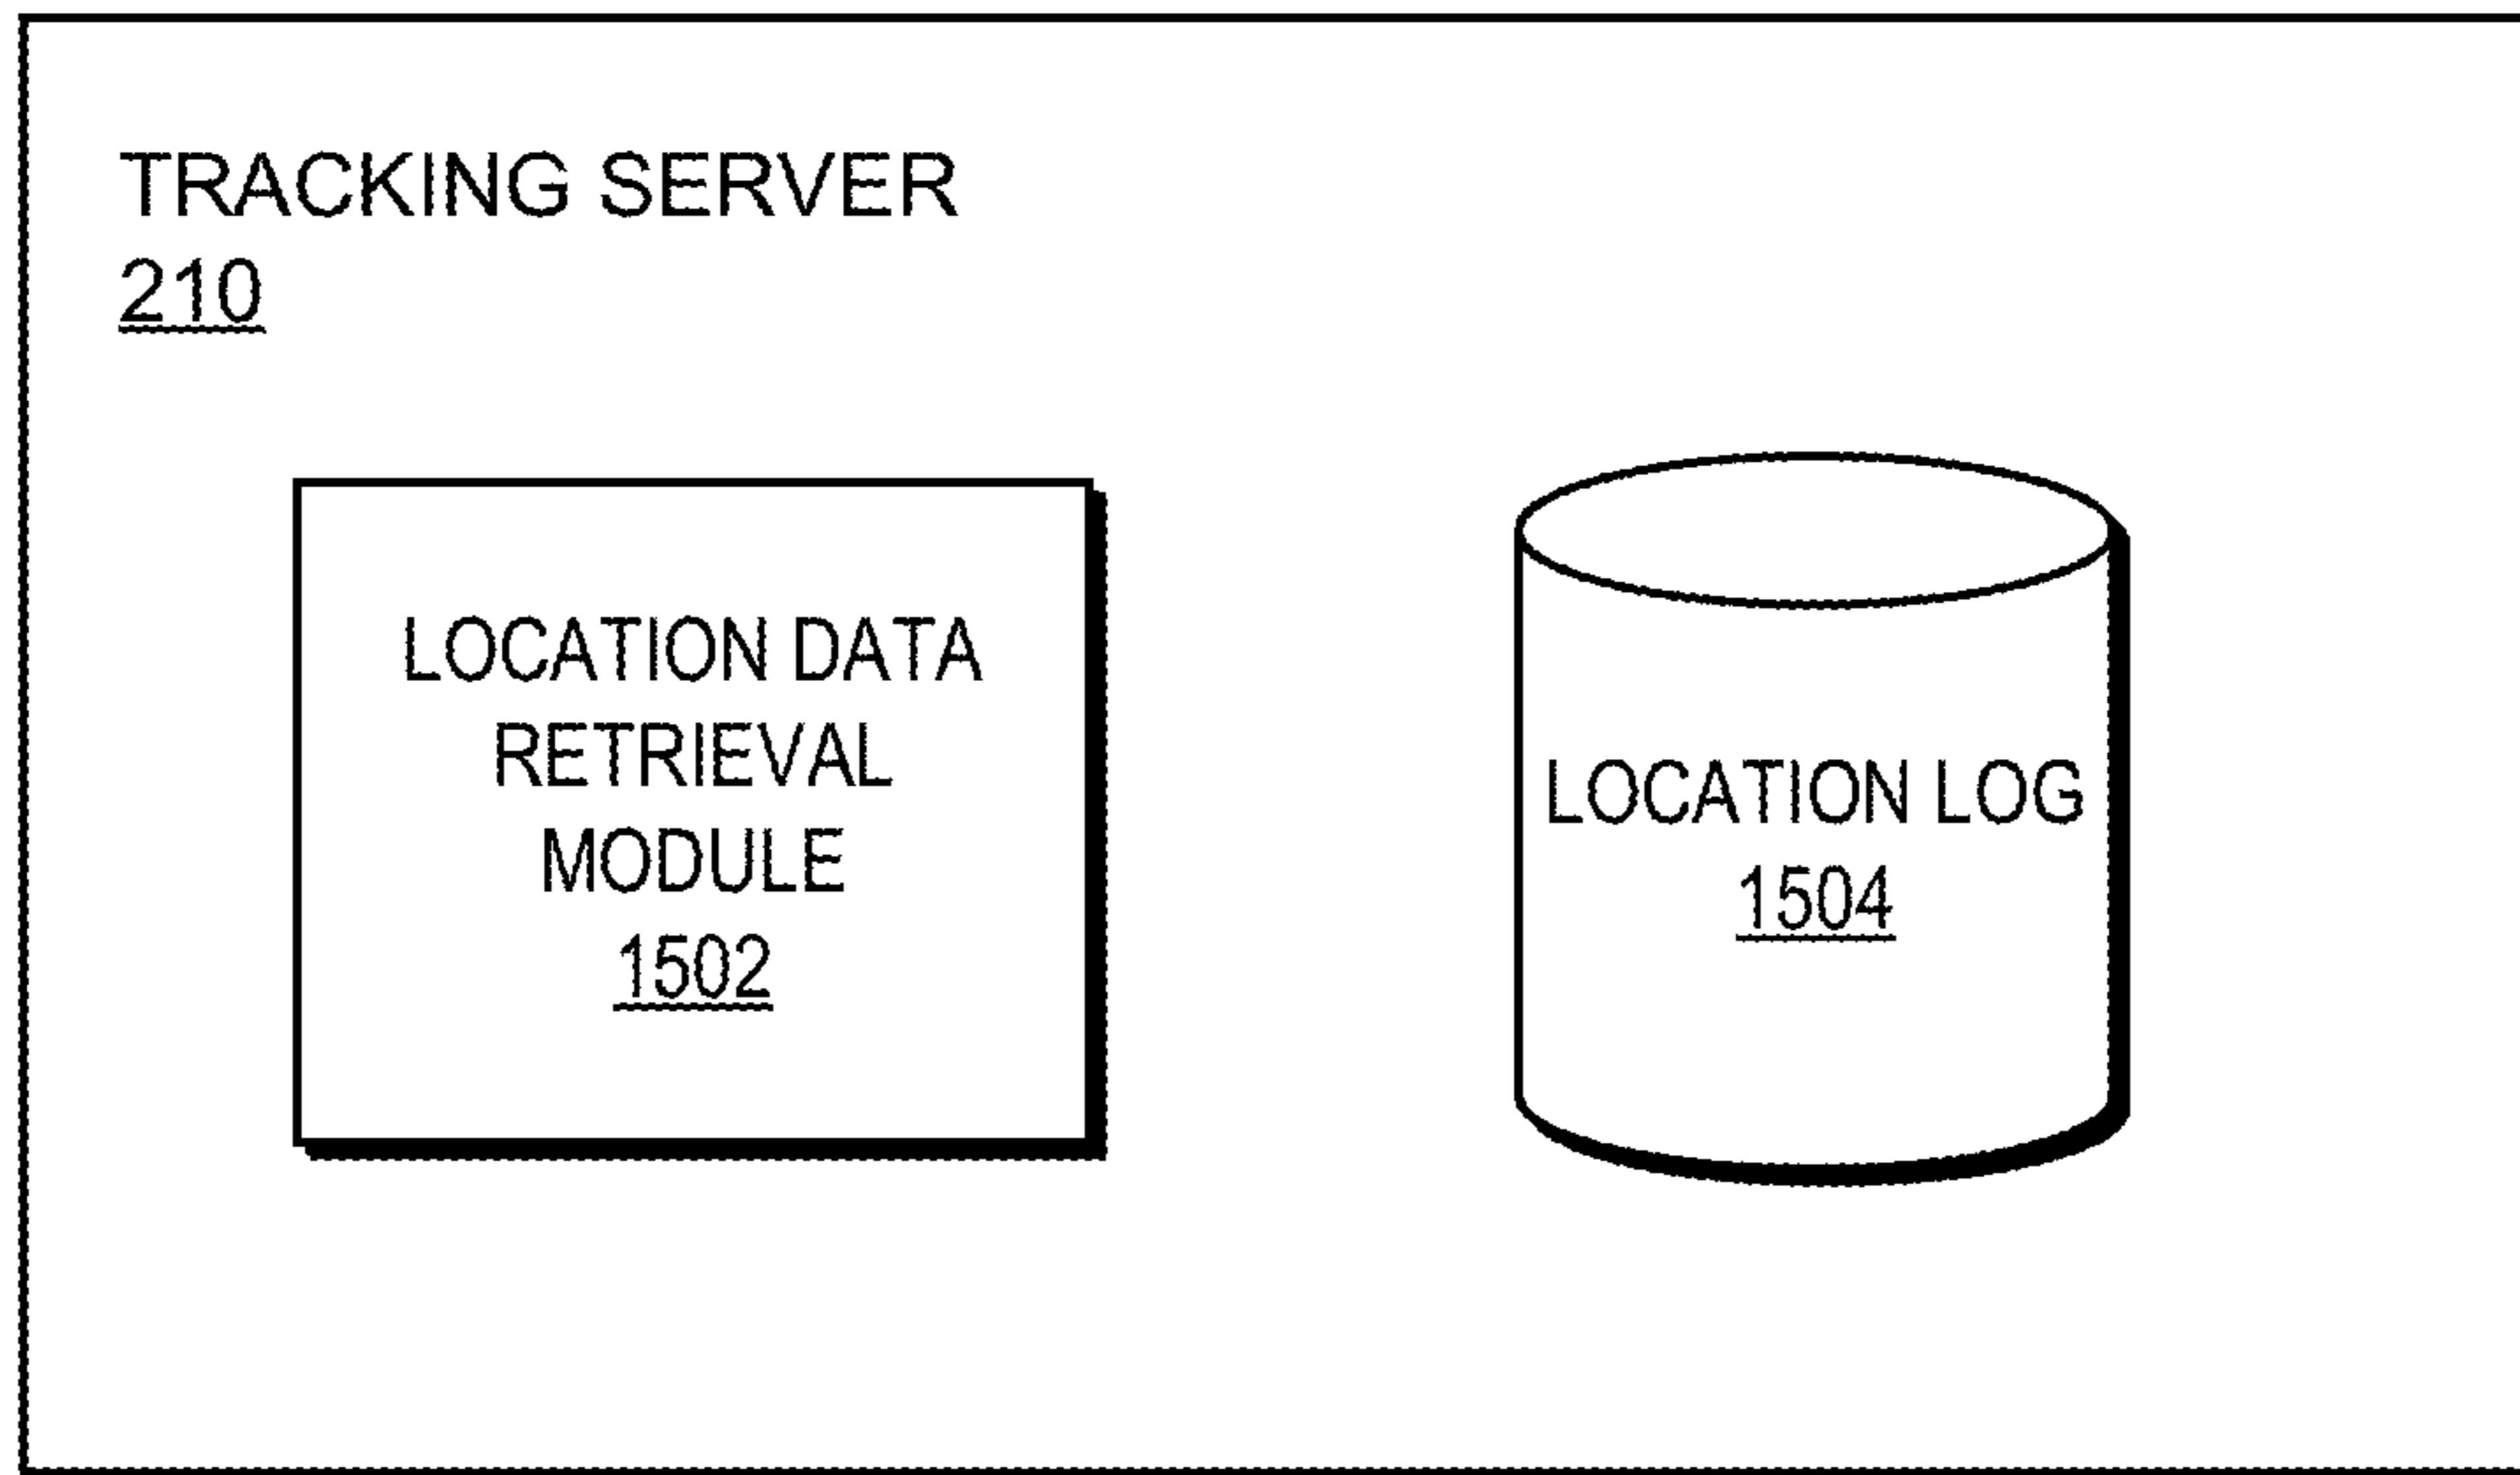 TRACKING SERVER
210
LOCATION DATA
RETRIEVAL
MODULE
1502
LOCATION LOG
1504